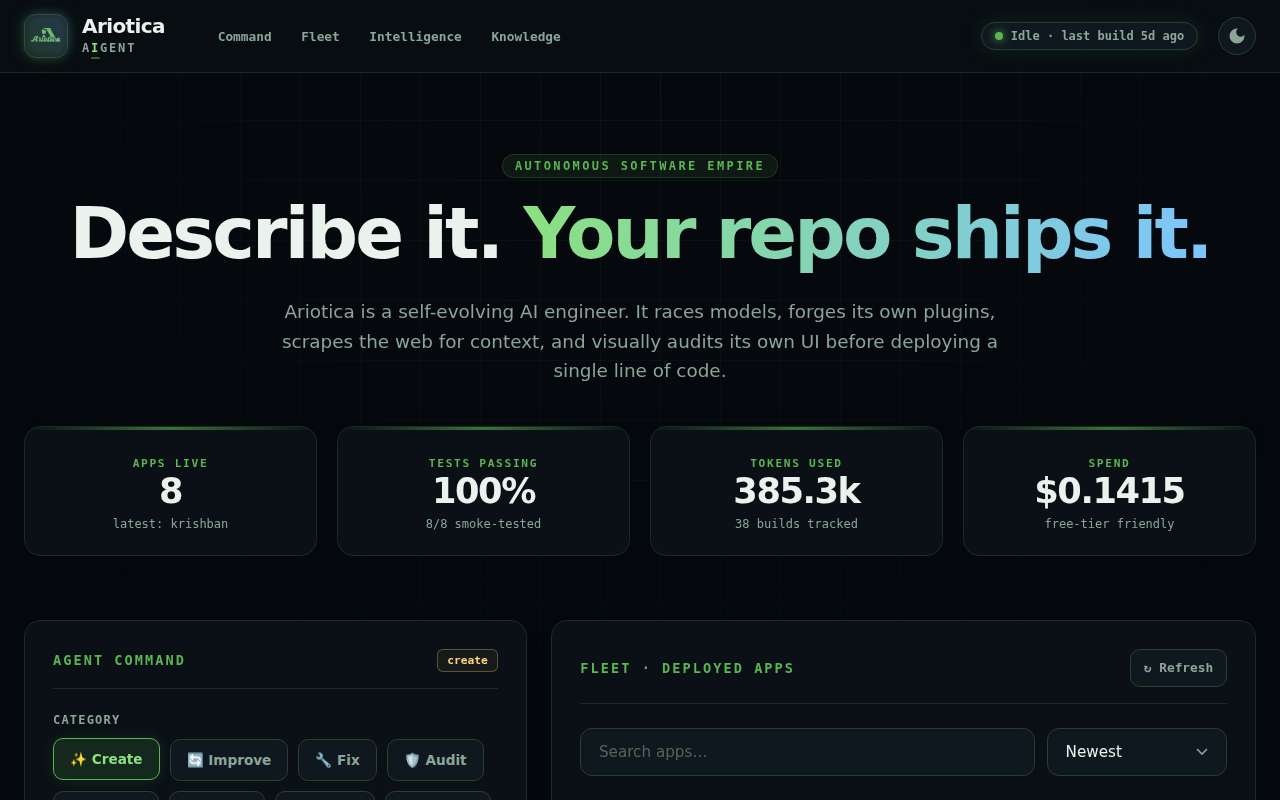 Ariotica
AIGENT
Command
Fleet
Intelligence
Knowledge
Idle · last build 5d ago
AUTONOMOUS SOFTWARE EMPIRE
Describe it. Your repo ships it.
Ariotica is a self-evolving AI engineer. It races models, forges its own plugins,
scrapes the web for context, and visually audits its own UI before deploying a
single line of code.
APPS LIVE
8
latest: krishban
TESTS PASSING
100%
8/8 smoke-tested
TOKENS USED
385.3k
38 builds tracked
SPEND
$0.1415
free-tier friendly
AGENT COMMAND
create
CATEGORY
✨ Create
🔄 Improve
🔧 Fix
🛡️ Audit
FLEET · DEPLOYED APPS
↻ Refresh
Search apps…
Newest